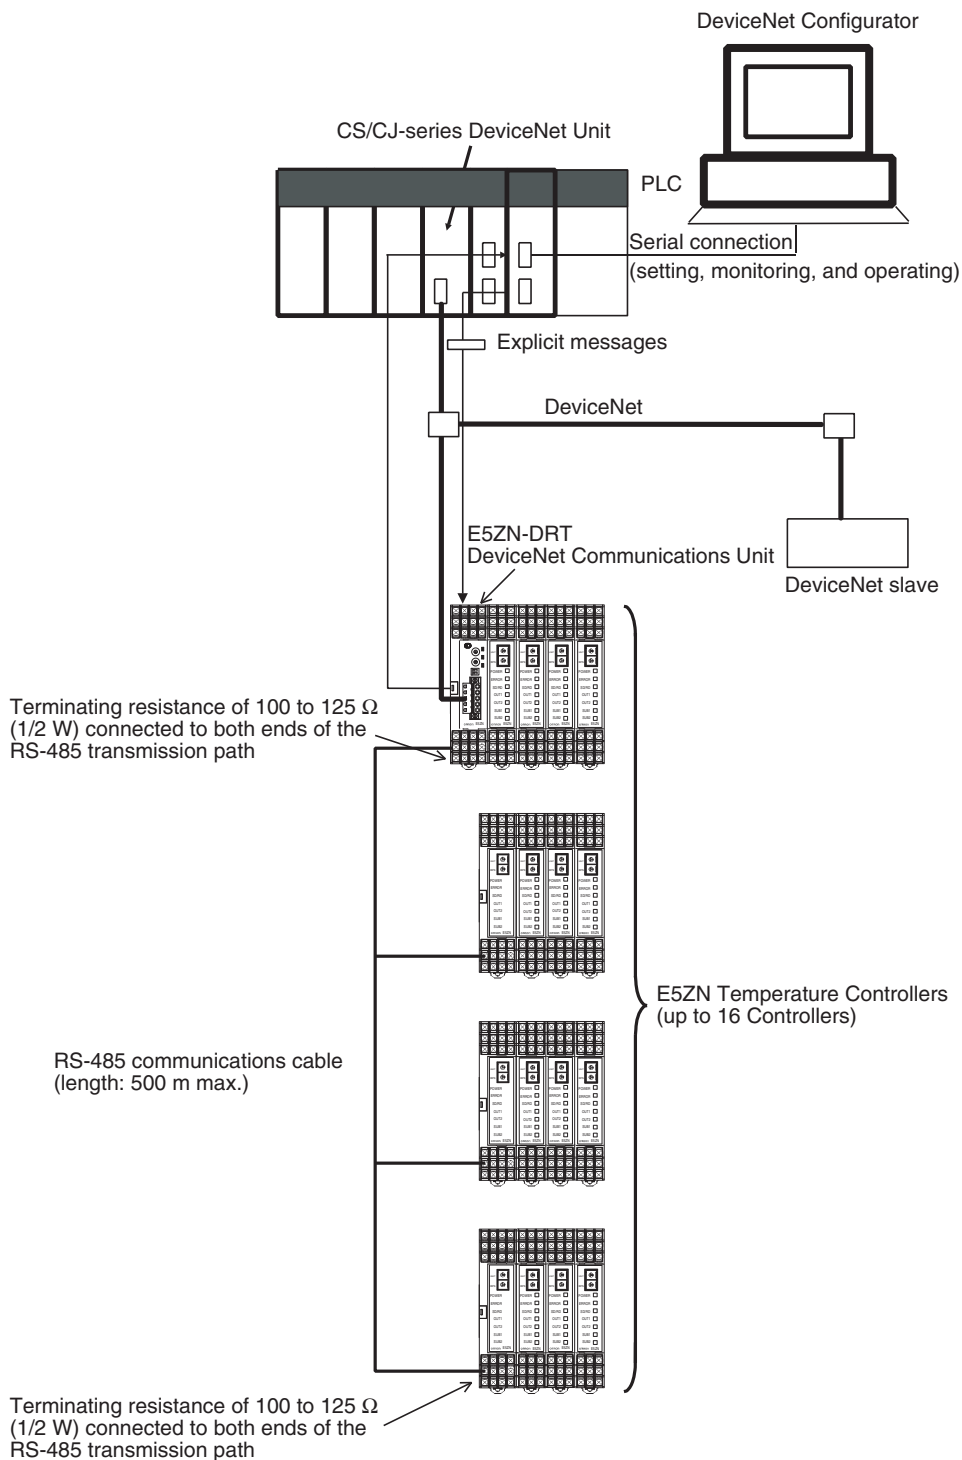 DeviceNet Configurator
CS/CJ-series DeviceNet Unit
PLC
Serial connection
(setting, monitoring, and operating)
Explicit messages
DeviceNet
E5ZN-DRT
DeviceNet Communications Unit
DeviceNet slave
Terminating resistance of 100 to 125 Ω
(1/2 W) connected to both ends of the
RS-485 transmission path
E5ZN Temperature Controllers
(up to 16 Controllers)
RS-485 communications cable
(length: 500 m max.)
Terminating resistance of 100 to 125 Ω
(1/2 W) connected to both ends of the
RS-485 transmission path